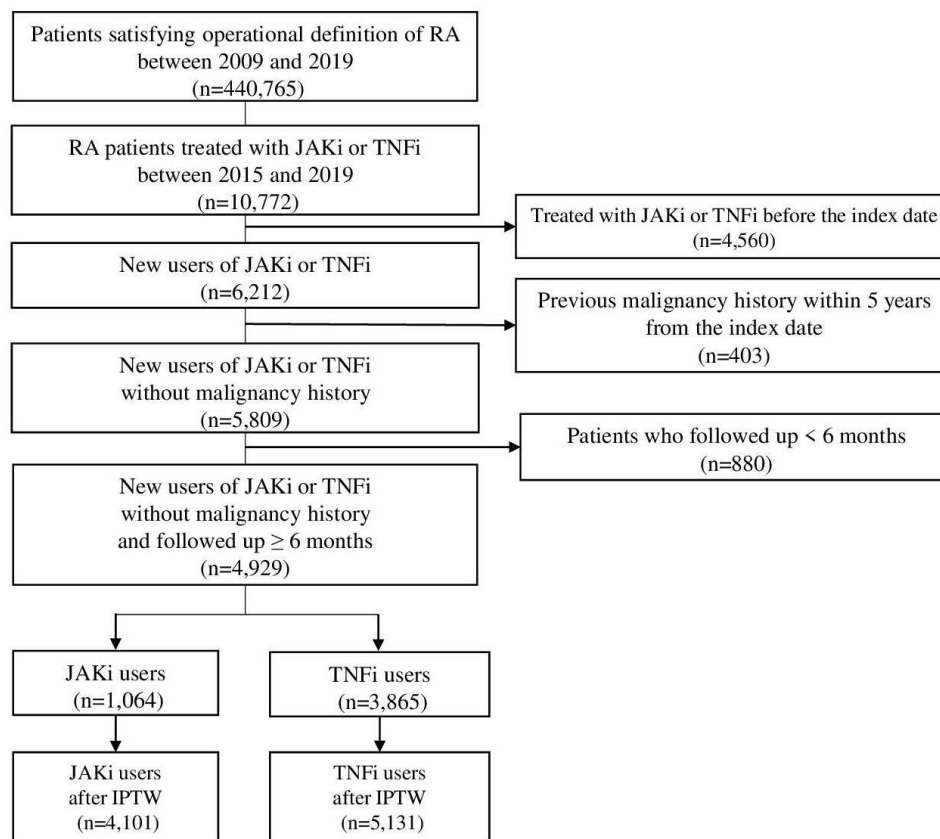 Patients satisfying operational definition of RA
between 2009 and 2019
(n=440,765)
RA patients treated with JAKi or TNFi
between 2015 and 2019
(n=10,772)
Treated with JAKi or TNFi before the index date
(n=4,560)
New users of JAKi or TNFi
(n=6,212)
Previous malignancy history within 5 years
from the index date
(n=403)
New users of JAKi or TNFi
without malignancy history
(n=5,809)
Patients who followed up < 6 months
(n=880)
New users of JAKi or TNFi
without malignancy history
and followed up ≥ 6 months
(n=4,929)
JAKi users
(n=1,064)
TNFi users
(n=3,865)
JAKi users
after IPTW
(n=4,101)
TNFi users
after IPTW
(n=5,131)